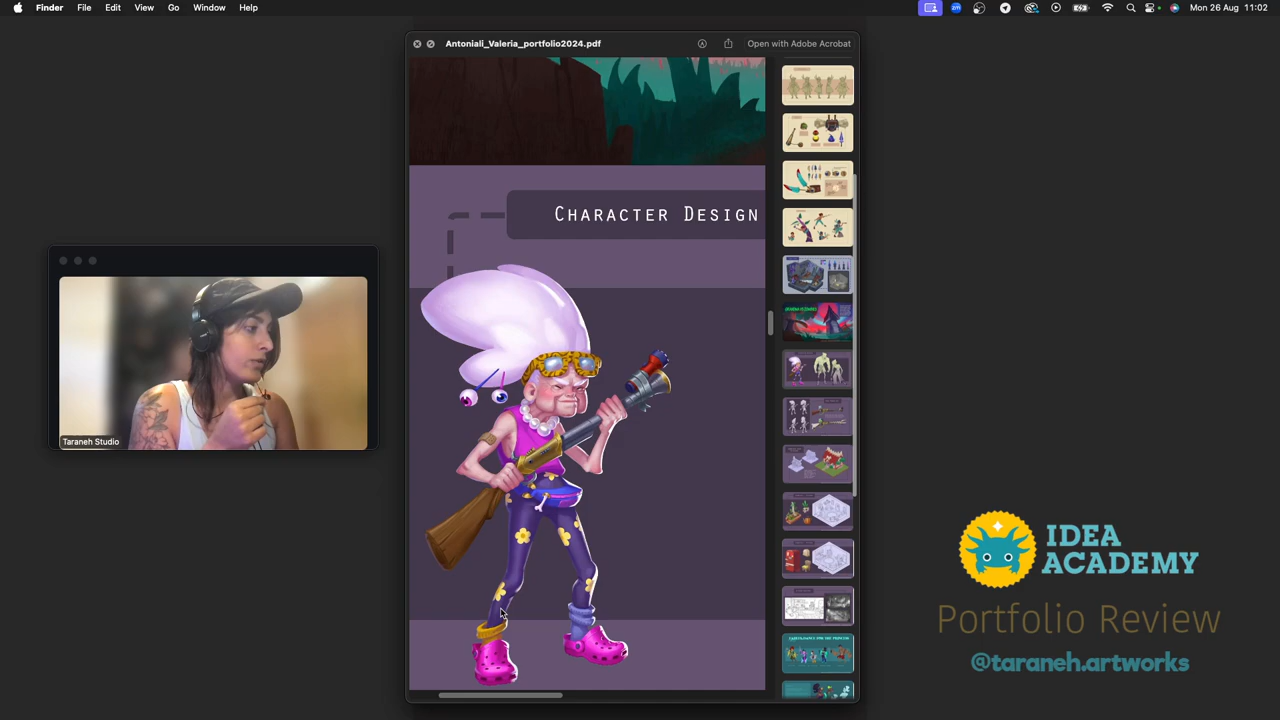 Finder File Edit View Go Window Help
Mon 26 Aug 11:02
Antoniali_Valeria_portfolio2024.pdf
Open with Adobe Acrobat
CHARACTER DESIGN
Taraneh Studio
IDEA
ACADEMY
Portfolio Review
@taraneh.artworks